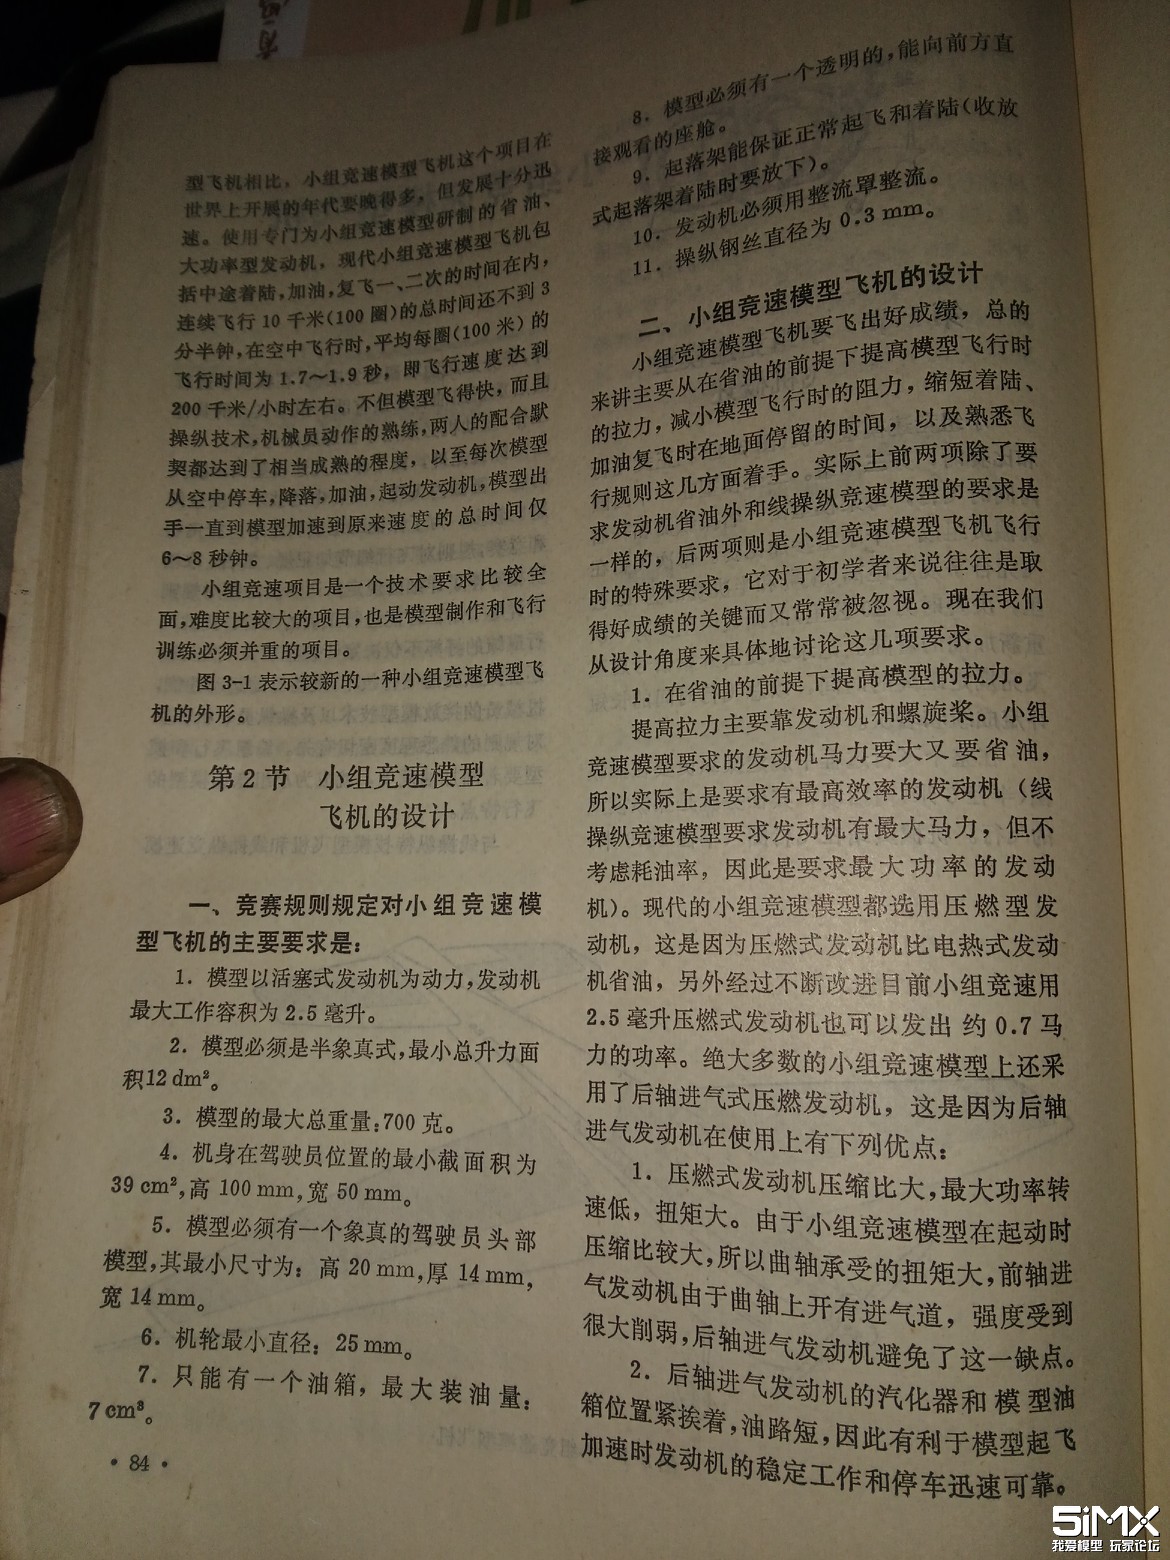 型飞机相比，小组竞速模型飞机这个项目在
世界上开展的年代要晚得多，但发展十分迅
速。使用专门为小组竞速模型研制的省油、
大功率型发动机，现代小组竞速模型飞机包
括中途着陆，加油，复飞一、二次的时间在内，
连续飞行10千米(100圈)的总时间还不到3
分半钟，在空中飞行时，平均每圈(100米)的
飞行时间为1.7～1.9秒，即飞行速度达到
200千米/小时左右。不但模型飞得快，而且
操纵技术，机械员动作的熟练，两人的配合默
契都达到了相当成熟的程度，以至每次模型
从空中停车，降落，加油，起动发动机，模型出
手一直到模型加速到原来速度的总时间仅
6～8秒钟。
小组竞速项目是一个技术要求比较全
面，难度比较大的项目，也是模型制作和飞行
训练必须并重的项目。
图3-1表示较新的一种小组竞速模型飞
机的外形。
第2节 小组竞速模型
飞机的设计
一、竞赛规则规定对小组竞速模
型飞机的主要要求是：
1．模型以活塞式发动机为动力，发动机
最大工作容积为2.5毫升。
2．模型必须是半象真式，最小总升力面
积12dm²。
3．模型的最大总重量：700克。
4．机身在驾驶员位置的最小截面积为
39cm²，高100mm，宽50mm。
5．模型必须有一个象真的驾驶员头部
模型，其最小尺寸为：高20mm，厚14mm，
宽14mm。
6．机轮最小直径：25mm。
7．只能有一个油箱，最大装油量：
7cm³。
• 84 •
8．模型必须有一个透明的，能向前方直
接观看的座舱。
9．起落架能保证正常起飞和着陆(收放
式起落架着陆时要放下)。
10．发动机必须用整流罩整流。
11．操纵钢丝直径为0.3mm。
二、小组竞速模型飞机的设计
小组竞速模型飞机要飞出好成绩，总的
来讲主要从在省油的前提下提高模型飞行时
的拉力，减小模型飞行时的阻力，缩短着陆、
加油复飞时在地面停留的时间，以及熟悉飞
行规则这几方面着手。实际上前两项除了要
求发动机省油外和线操纵竞速模型的要求是
一样的，后两项则是小组竞速模型飞机飞行
时的特殊要求，它对于初学者来说往往是取
得好成绩的关键而又常常被忽视。现在我们
从设计角度来具体地讨论这几项要求。
1．在省油的前提下提高模型的拉力。
提高拉力主要靠发动机和螺旋桨。小组
竞速模型要求的发动机马力要大又要省油，
所以实际上是要求有最高效率的发动机（线
操纵竞速模型要求发动机有最大马力，但不
考虑耗油率，因此是要求最大功率的发动
机)。现代的小组竞速模型都选用压燃型发
动机，这是因为压燃式发动机比电热式发动
机省油，另外经过不断改进目前小组竞速用
2.5毫升压燃式发动机也可以发出约0.7马
力的功率。绝大多数的小组竞速模型上还采
用了后轴进气式压燃发动机，这是因为后轴
进气发动机在使用上有下列优点：
1．压燃式发动机压缩比大，最大功率转
速低，扭矩大。由于小组竞速模型在起动时
压缩比较大，所以曲轴承受的扭矩大，前轴进
气发动机由于曲轴上开有进气道，强度受到
很大削弱，后轴进气发动机避免了这一缺点。
2．后轴进气发动机的汽化器和模型油
箱位置紧挨着，油路短，因此有利于模型起飞
加速时发动机的稳定工作和停车迅速可靠。
5iMX
我爱模型 玩家论坛